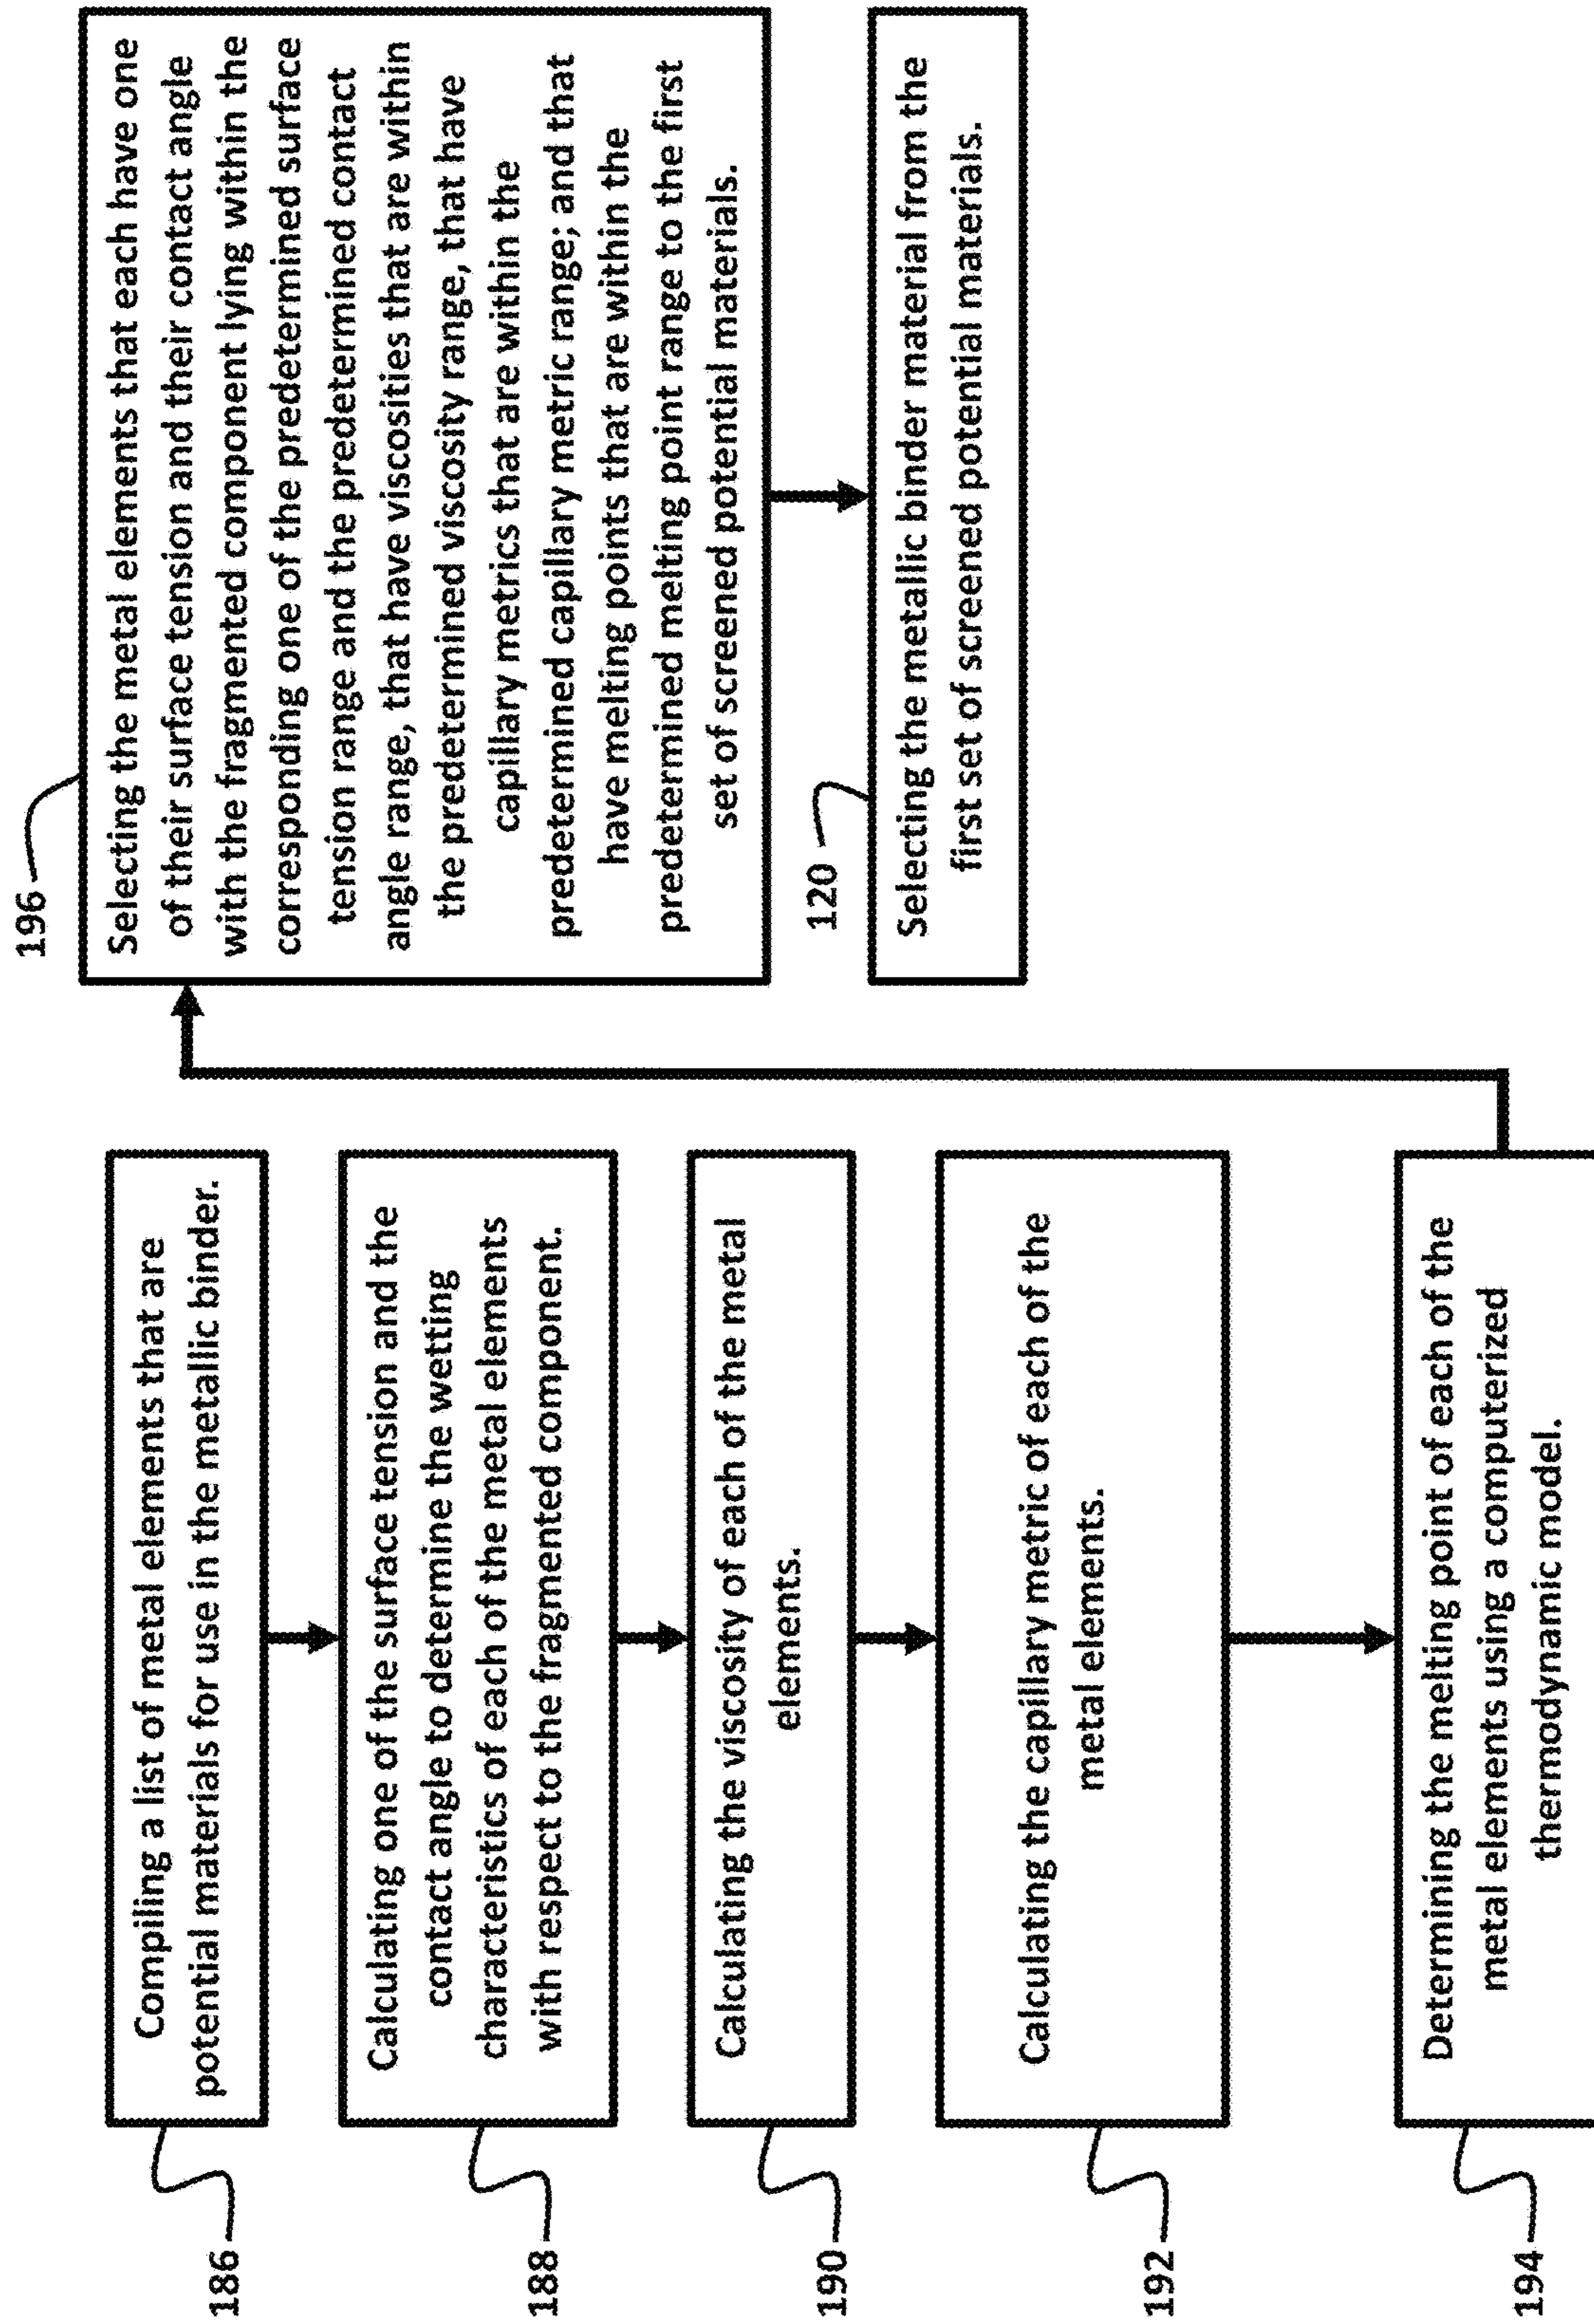 186
Compiling a list of metal elements that are
potential materials for use in the metallic binder.
188
Calculating one of the surface tension and the
contact angle to determine the wetting
characteristics of each of the metal elements
with respect to the fragmented component.
190
Calculating the viscosity of each of the metal
elements.
192
Calculating the capillary metric of each of the
metal elements.
194
Determining the melting point of each of the
metal elements using a computerized
thermodynamic model.
196
Selecting the metal elements that each have one
of their surface tension and their contact angle
with the fragmented component lying within the
corresponding one of the predetermined surface
tension range and the predetermined contact
angle range, that have viscosities that are within
the predetermined viscosity range, that have
capillary metrics that are within the
predetermined capillary metric range; and that
have melting points that are within the
predetermined melting point range to the first
set of screened potential materials.
120
Selecting the metallic binder material from the
first set of screened potential materials.